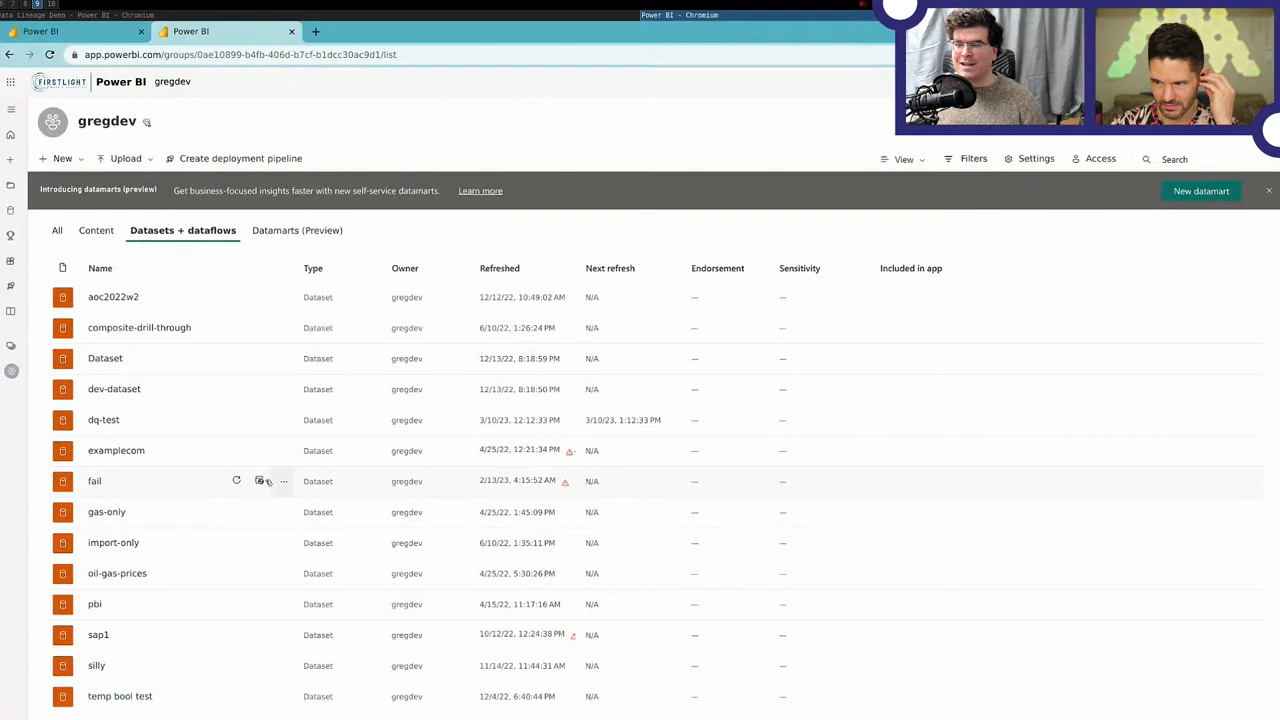 6 7 8 9 10
Data Lineage Demo - Power BI - Chromium
Power BI - Chromium
W:
Power BI
Power BI
app.powerbi.com/groups/0ae10899-b4fb-406d-b7cf-b1dcc30ac9d1/list
FIRSTLIGHT
Power BI gregdev
gregdev
New Upload Create deployment pipeline
View Filters Settings Access Search
Introducing datamarts (preview) Get business-focused insights faster with new self-service datamarts. Learn more New datamart
All Content Datasets + dataflows Datamarts (Preview)
Name Type Owner Refreshed Next refresh Endorsement Sensitivity Included in app
aoc2022w2 Dataset gregdev 12/12/22, 10:49:02 AM N/A — —
composite-drill-through Dataset gregdev 6/10/22, 1:26:24 PM N/A — —
Dataset Dataset gregdev 12/13/22, 8:18:59 PM N/A — —
dev-dataset Dataset gregdev 12/13/22, 8:18:50 PM N/A — —
dq-test Dataset gregdev 3/10/23, 12:12:33 PM 3/10/23, 1:12:33 PM — —
examplecom Dataset gregdev 4/25/22, 12:21:34 PM N/A — —
fail Dataset gregdev 2/13/23, 4:15:52 AM N/A — —
gas-only Dataset gregdev 4/25/22, 1:45:09 PM N/A — —
import-only Dataset gregdev 6/10/22, 1:35:11 PM N/A — —
oil-gas-prices Dataset gregdev 4/25/22, 5:30:26 PM N/A — —
pbi Dataset gregdev 4/15/22, 11:17:16 AM N/A — —
sap1 Dataset gregdev 10/12/22, 12:24:38 PM N/A — —
silly Dataset gregdev 11/14/22, 11:44:31 AM N/A — —
temp bool test Dataset gregdev 12/4/22, 6:40:44 PM N/A — —